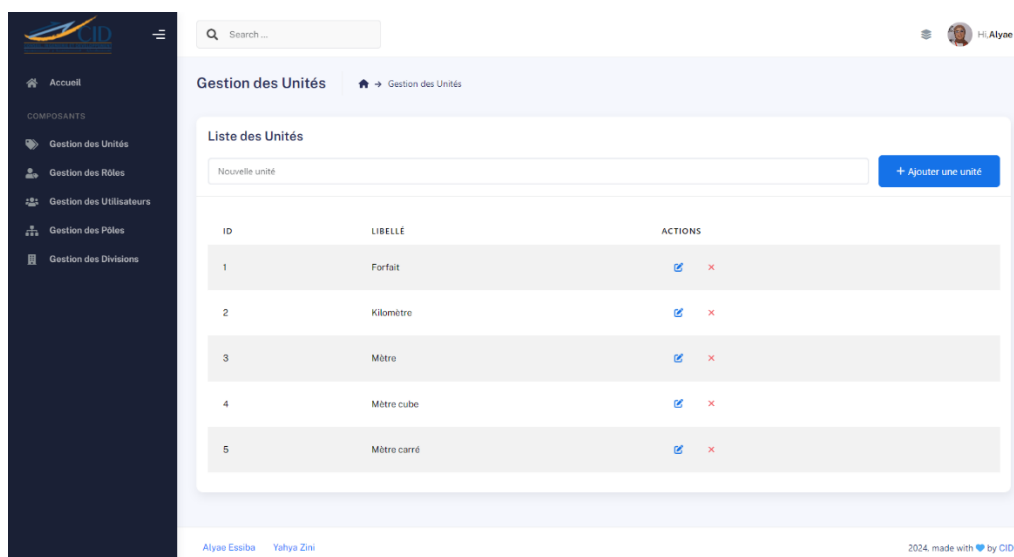 CID
Search ...
Hi,Alyae
Accueil
COMPOSANTS
Gestion des Unités
Gestion des Rôles
Gestion des Utilisateurs
Gestion des Pôles
Gestion des Divisions
Gestion des Unités
→ Gestion des Unités
Liste des Unités
Nouvelle unité
+ Ajouter une unité
ID LIBELLÉ ACTIONS
1 Forfait
2 Kilomètre
3 Mètre
4 Mètre cube
5 Mètre carré
Alyae Essiba Yahya Zini
2024, made with by CID